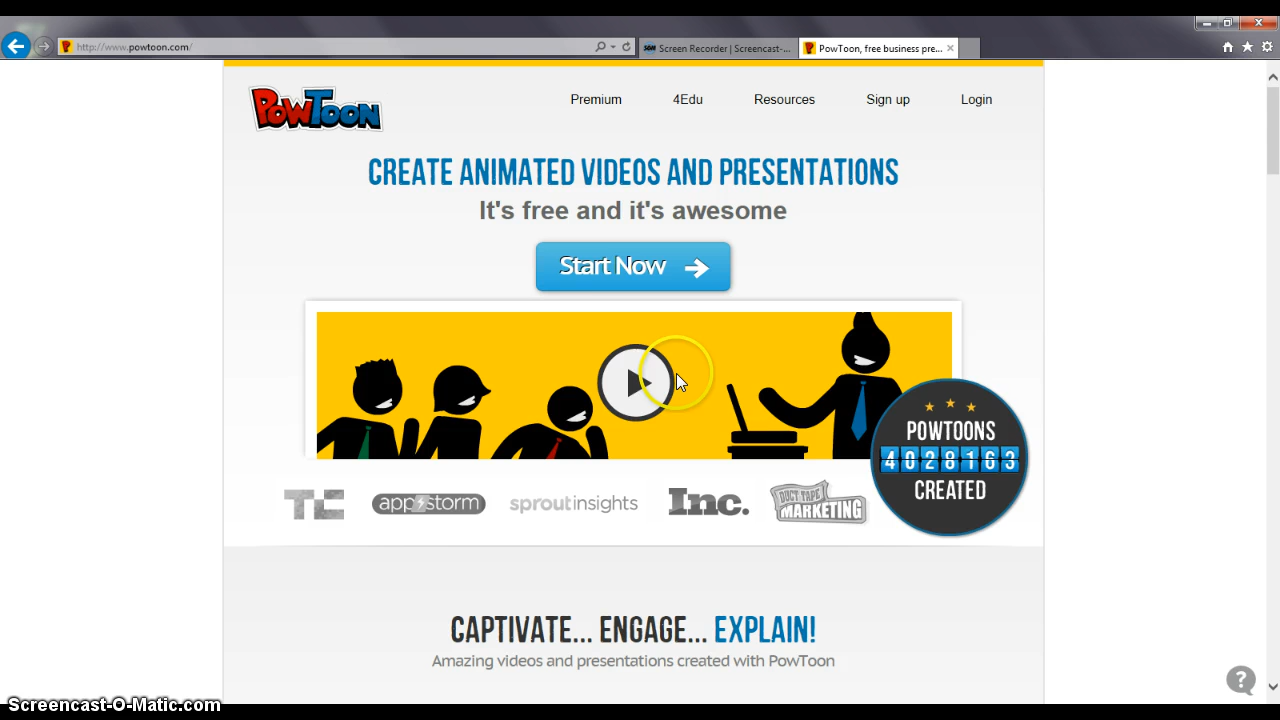 http://www.powtoon.com/
Screen Recorder | Screencast-...
PowToon, free business pre...
PowToon
Premium
4Edu
Resources
Sign up
Login
CREATE ANIMATED VIDEOS AND PRESENTATIONS
It's free and it's awesome
Start Now
POWTOONS
4028163
CREATED
TC
appstorm
sproutinsights
Inc.
DUCT TAPE
MARKETING
CAPTIVATE... ENGAGE... EXPLAIN!
Amazing videos and presentations created with PowToon
?
Screencast-O-Matic.com